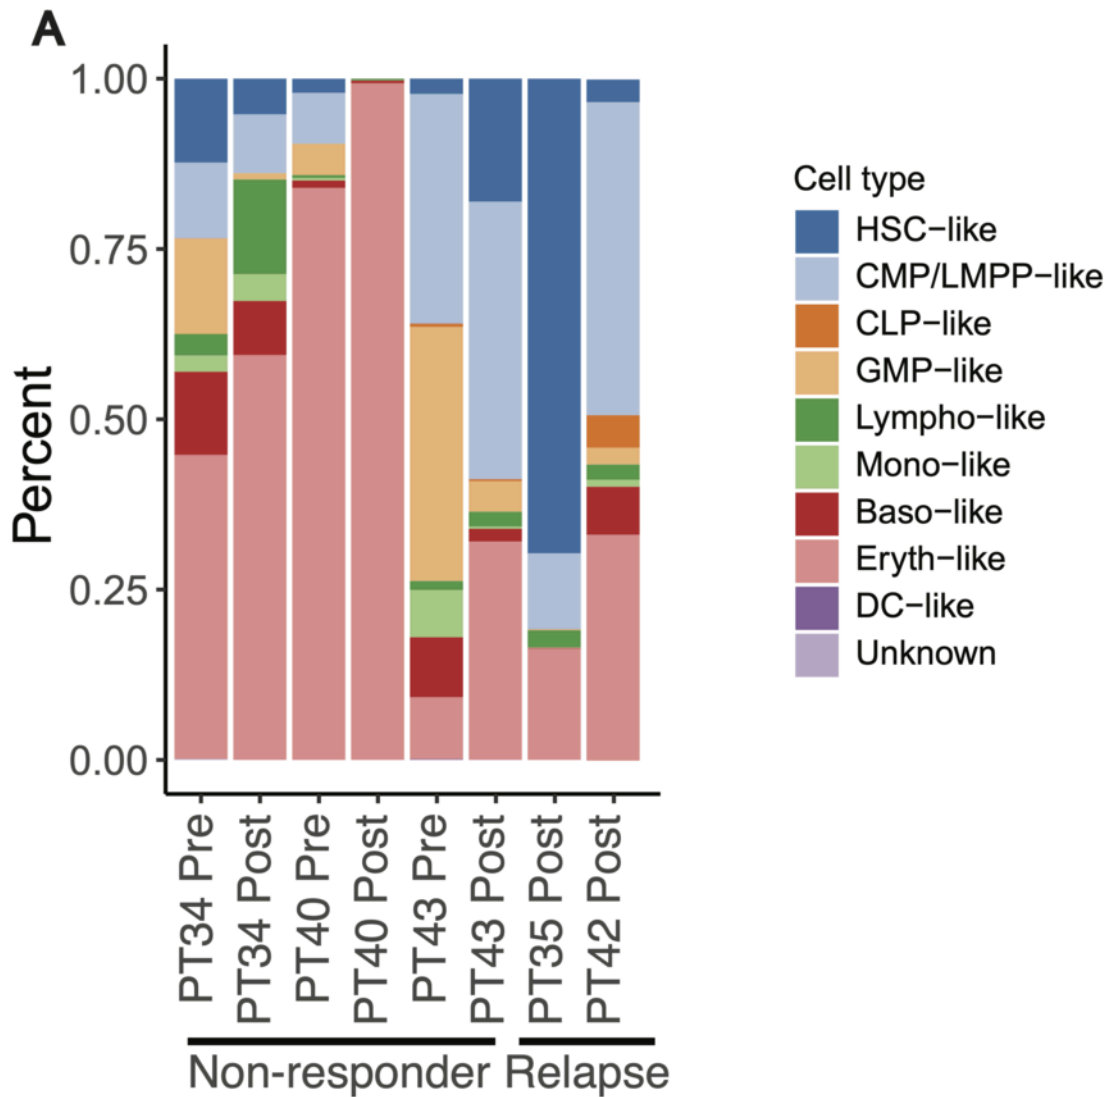 A
Percent
1.00
0.75
0.50
0.25
0.00
PT34 Pre
PT34 Post
PT40 Pre
PT40 Post
PT43 Pre
PT43 Post
PT35 Post
PT42 Post
Non-responder
Relapse
Cell type
HSC−like
CMP/LMPP−like
CLP−like
GMP−like
Lympho−like
Mono−like
Baso−like
Eryth−like
DC−like
Unknown